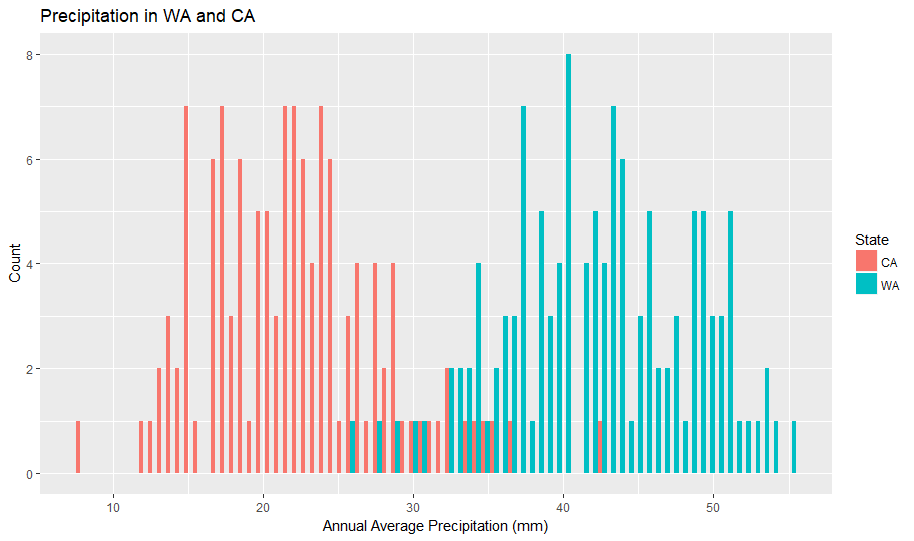 Precipitation in WA and CA
8
6
4
2
0
Count
10 20 30 40 50
Annual Average Precipitation (mm)
State
CA
WA